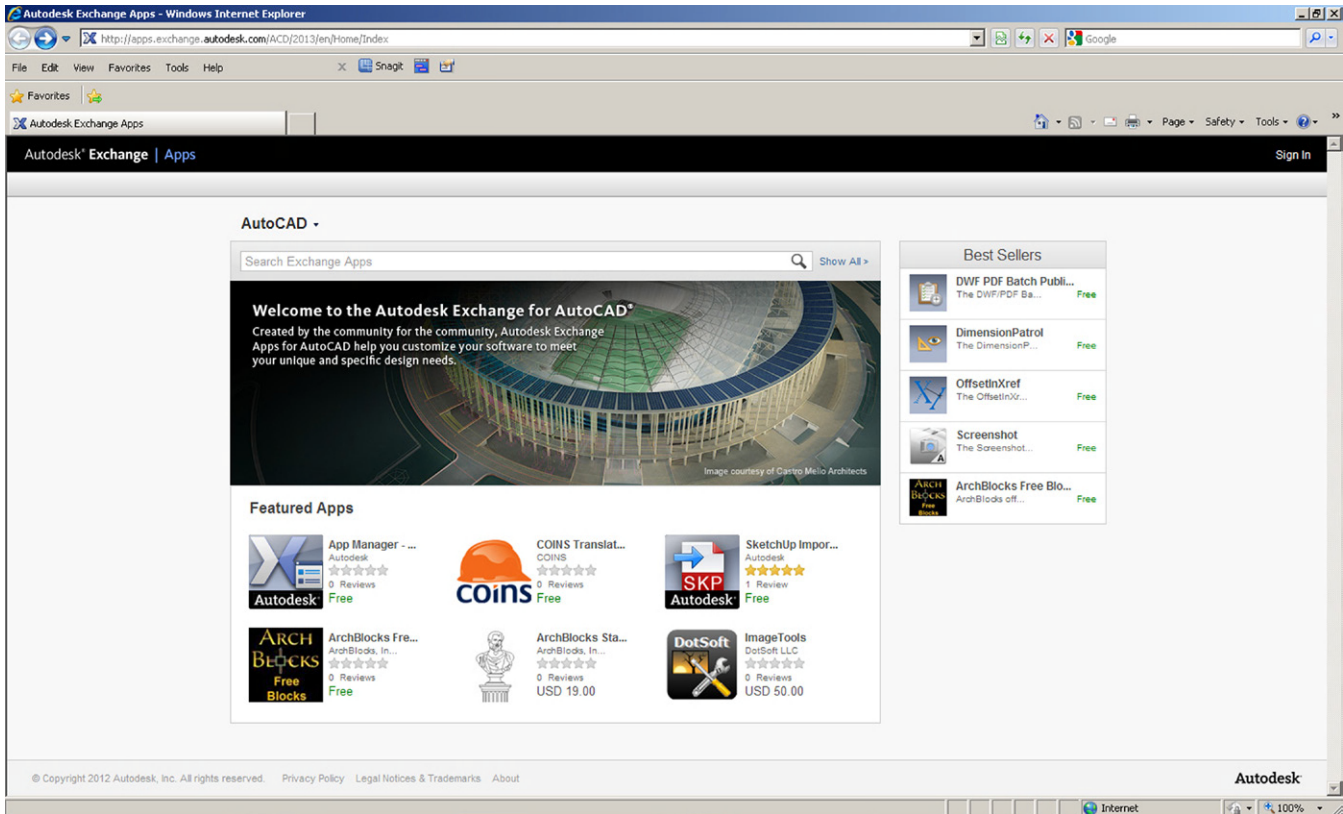 Autodesk Exchange Apps - Windows Internet Explorer
http://apps.exchange.autodesk.com/ACD/2013/en/Home/Index
Google
File Edit View Favorites Tools Help
x Snagit
Favorites
Autodesk Exchange Apps
Page Safety Tools
Autodesk® Exchange | Apps
Sign In
AutoCAD
Search Exchange Apps
Show All >
Welcome to the Autodesk Exchange for AutoCAD®
Created by the community for the community, Autodesk Exchange
Apps for AutoCAD help you customize your software to meet
your unique and specific design needs.
Image courtesy of Castro Mello Architects
Featured Apps
Autodesk
App Manager - ...
Autodesk
0 Reviews
Free
COINS
COINS Translat...
COINS
0 Reviews
Free
SKP
Autodesk
SketchUp Impor...
Autodesk
1 Review
Free
ARCH
BLOCKS
Free
Blocks
ArchBlocks Fre...
ArchBlocks, In...
0 Reviews
Free
ArchBlocks Sta...
ArchBlocks, In...
0 Reviews
USD 19.00
DotSoft
ImageTools
DotSoft LLC
0 Reviews
USD 50.00
Best Sellers
DWF PDF Batch Publi...
The DWF/PDF Ba... Free
DimensionPatrol
The DimensionP... Free
XY
OffsetInXref
The OffsetInXr... Free
A
Screenshot
The Screenshot... Free
ARCH
BLOCKS
Free
Blocks
ArchBlocks Free Blo...
ArchBlocks off... Free
© Copyright 2012 Autodesk, Inc. All rights reserved. Privacy Policy Legal Notices & Trademarks About
Autodesk
Internet
100%